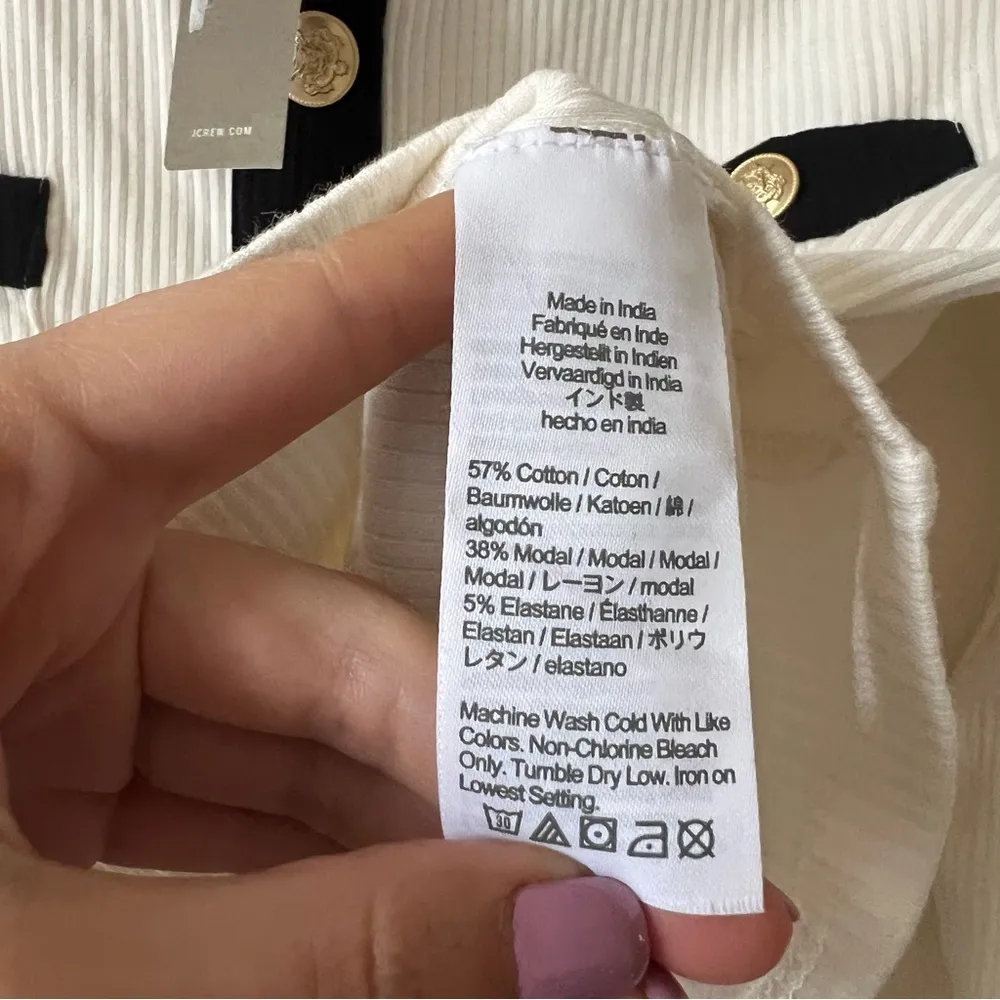 JCREW.COM
Made in India
Fabriqué en Inde
Hergestellt in Indien
Vervaardigd in India
インド製
hecho en India
57% Cotton / Coton /
Baumwolle / Katoen / 綿 /
algodón
38% Modal / Modal / Modal /
Modal / レーヨン / modal
5% Elastane / Élasthanne /
Elastan / Elastaan / ポリウ
レタン / elastano
Machine Wash Cold With Like
Colors. Non-Chlorine Bleach
Only. Tumble Dry Low. Iron on
Lowest Setting.
30